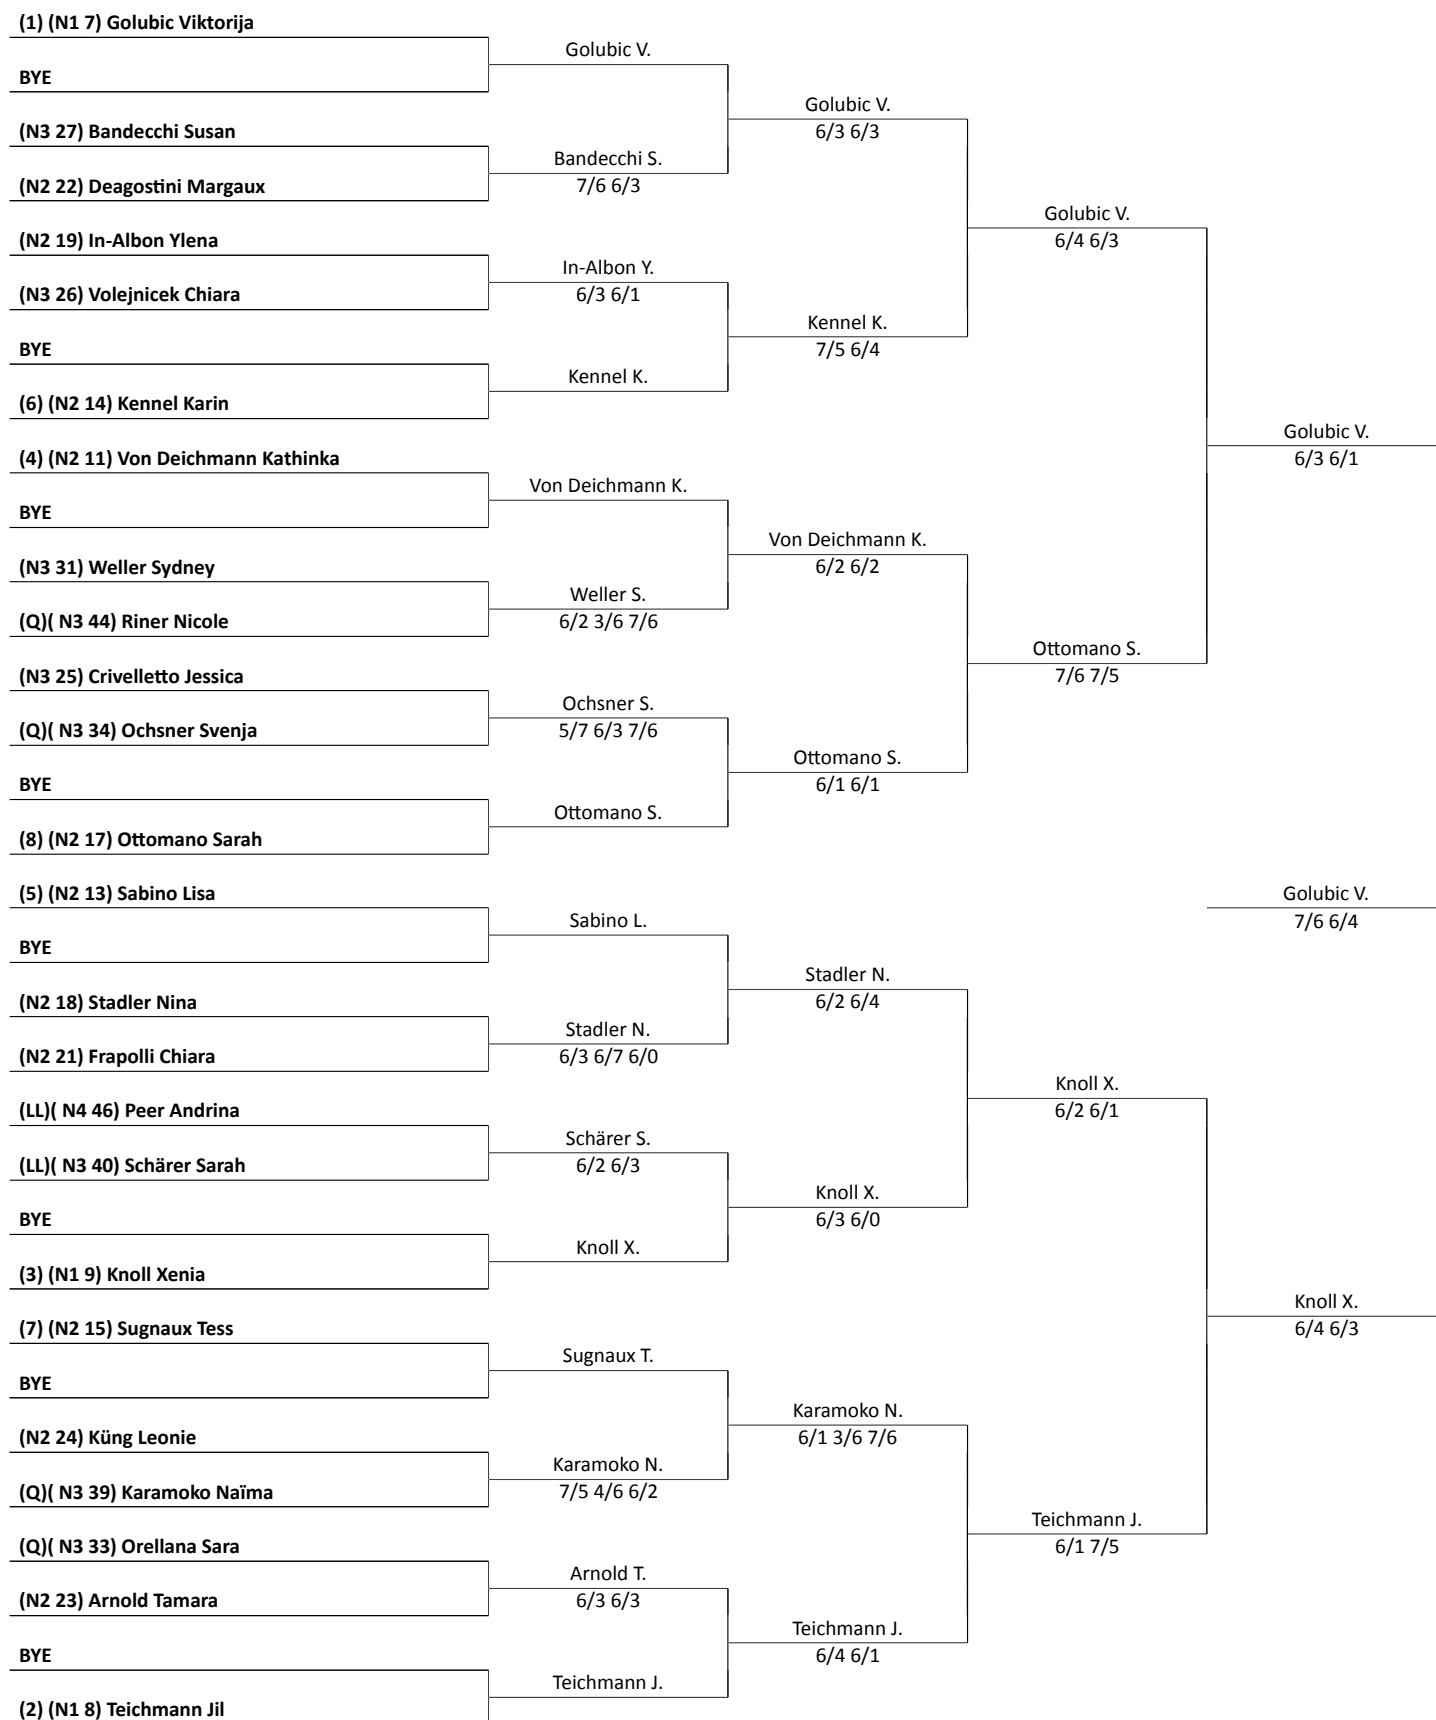 (1) (N1 7) Golubic Viktorija
BYE
(N3 27) Bandecchi Susan
(N2 22) Deagostini Margaux
(N2 19) In-Albon Ylena
(N3 26) Volejnicek Chiara
BYE
(6) (N2 14) Kennel Karin
(4) (N2 11) Von Deichmann Kathinka
BYE
(N3 31) Weller Sydney
(Q)( N3 44) Riner Nicole
(N3 25) Crivelletto Jessica
(Q)( N3 34) Ochsner Svenja
BYE
(8) (N2 17) Ottomano Sarah
(5) (N2 13) Sabino Lisa
BYE
(N2 18) Stadler Nina
(N2 21) Frapolli Chiara
(LL)( N4 46) Peer Andrina
(LL)( N3 40) Schärer Sarah
BYE
(3) (N1 9) Knoll Xenia
(7) (N2 15) Sugnaux Tess
BYE
(N2 24) Küng Leonie
(Q)( N3 39) Karamoko Naïma
(Q)( N3 33) Orellana Sara
(N2 23) Arnold Tamara
BYE
(2) (N1 8) Teichmann Jil
Golubic V.
Bandecchi S.
7/6 6/3
In-Albon Y.
6/3 6/1
Kennel K.
Von Deichmann K.
Weller S.
6/2 3/6 7/6
Ochsner S.
5/7 6/3 7/6
Ottomano S.
Sabino L.
Stadler N.
6/3 6/7 6/0
Schärer S.
6/2 6/3
Knoll X.
Sugnaux T.
Karamoko N.
7/5 4/6 6/2
Arnold T.
6/3 6/3
Teichmann J.
Golubic V.
6/3 6/3
Kennel K.
7/5 6/4
Von Deichmann K.
6/2 6/2
Ottomano S.
6/1 6/1
Stadler N.
6/2 6/4
Knoll X.
6/3 6/0
Karamoko N.
6/1 3/6 7/6
Teichmann J.
6/4 6/1
Golubic V.
6/4 6/3
Ottomano S.
7/6 7/5
Knoll X.
6/2 6/1
Teichmann J.
6/1 7/5
Golubic V.
6/3 6/1
Golubic V.
7/6 6/4
Knoll X.
6/4 6/3